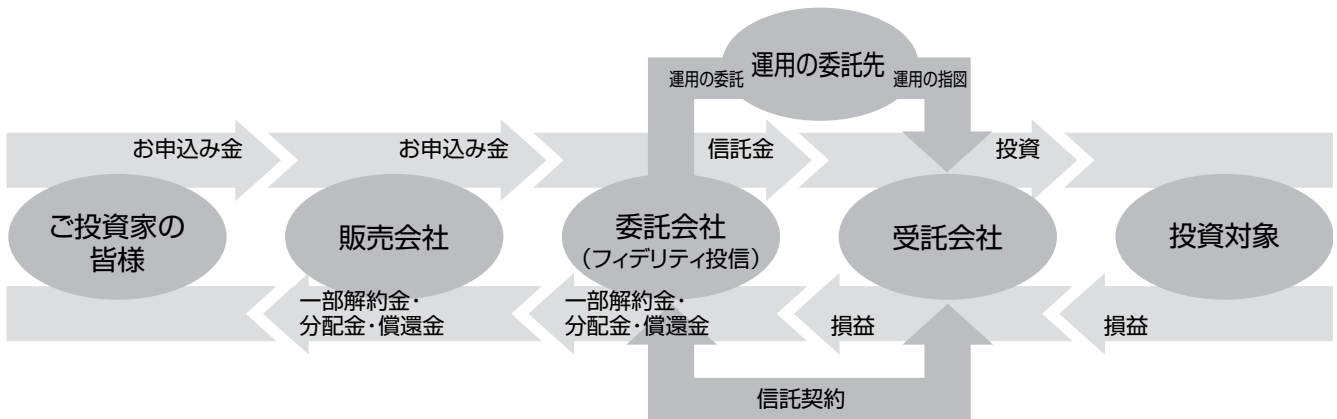 運用の委託先
運用の委託
運用の指図
お申込み金
お申込み金
信託金
投資
ご投資家の
皆様
販売会社
委託会社
（フィデリティ投信）
受託会社
投資対象
一部解約金・
分配金・償還金
一部解約金・
分配金・償還金
損益
損益
信託契約